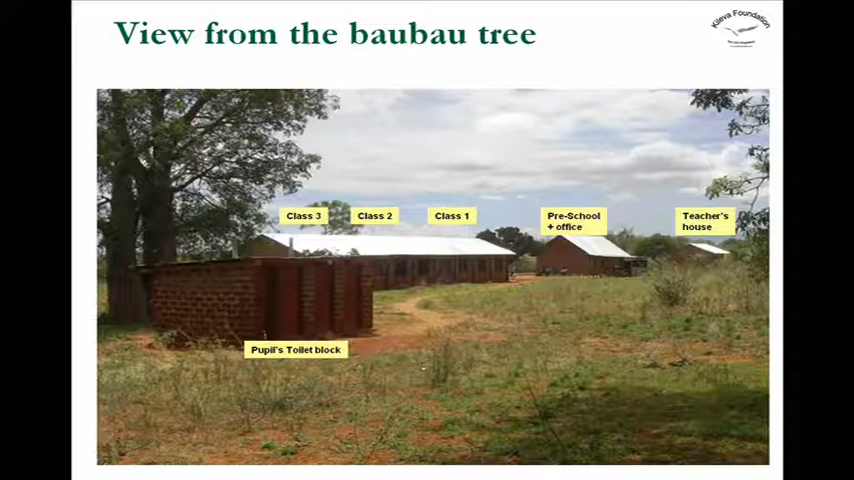 View from the baubau tree
Kileva Foundation
Class 3
Class 2
Class 1
Pre-School
+ office
Teacher's
house
Pupil's Toilet block